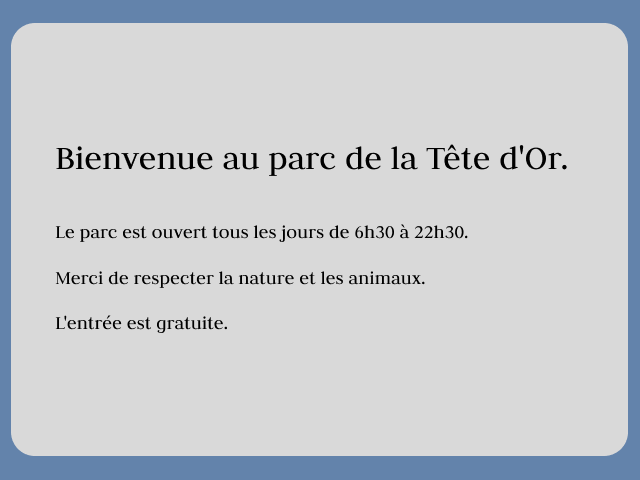 Bienvenue au parc de la Tête d'Or.
Le parc est ouvert tous les jours de 6h30 à 22h30.
Merci de respecter la nature et les animaux.
L'entrée est gratuite.